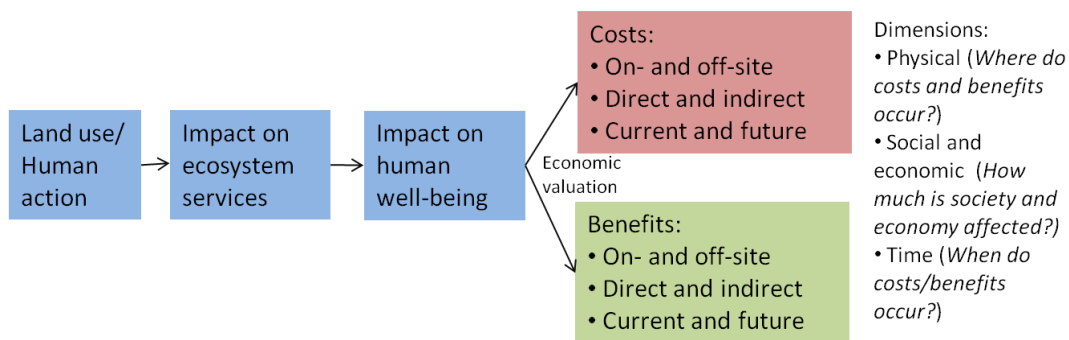 Land use/
Human
action
Impact on
ecosystem
services
Impact on
human
well-being
Economic
valuation
Costs:
• On- and off-site
• Direct and indirect
• Current and future
Benefits:
• On- and off-site
• Direct and indirect
• Current and future
Dimensions:
• Physical (Where do
costs and benefits
occur?)
• Social and
economic (How
much is society and
economy affected?)
• Time (When do
costs/benefits
occur?)